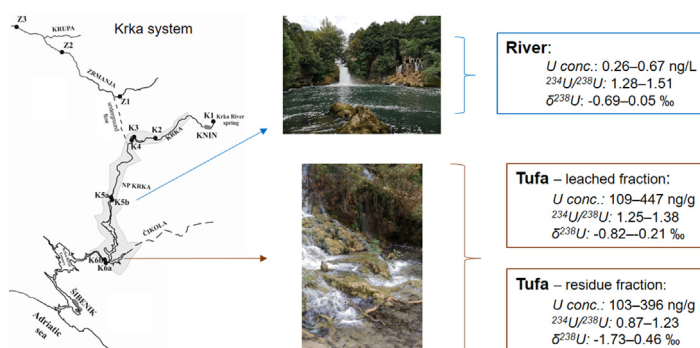 Krka system
Z3
KRUPA
Z2
ZRMANJA
Z1
underground
flow
K3
K4
K2
KRKA
K1
Krka River
spring
KNIN
NP KRKA
K5a
K5b
ČIKOLA
K6b
K6a
ŠIBENIK
Adriatic
sea
River:
U conc.: 0.26–0.67 ng/L
²³⁴U/²³⁸U: 1.28–1.51
δ²³⁸U: -0.69–0.05 ‰
Tufa – leached fraction:
U conc.: 109–447 ng/g
²³⁴U/²³⁸U: 1.25–1.38
δ²³⁸U: -0.82–-0.21 ‰
Tufa – residue fraction:
U conc.: 103–396 ng/g
²³⁴U/²³⁸U: 0.87–1.23
δ²³⁸U: -1.73–0.46 ‰